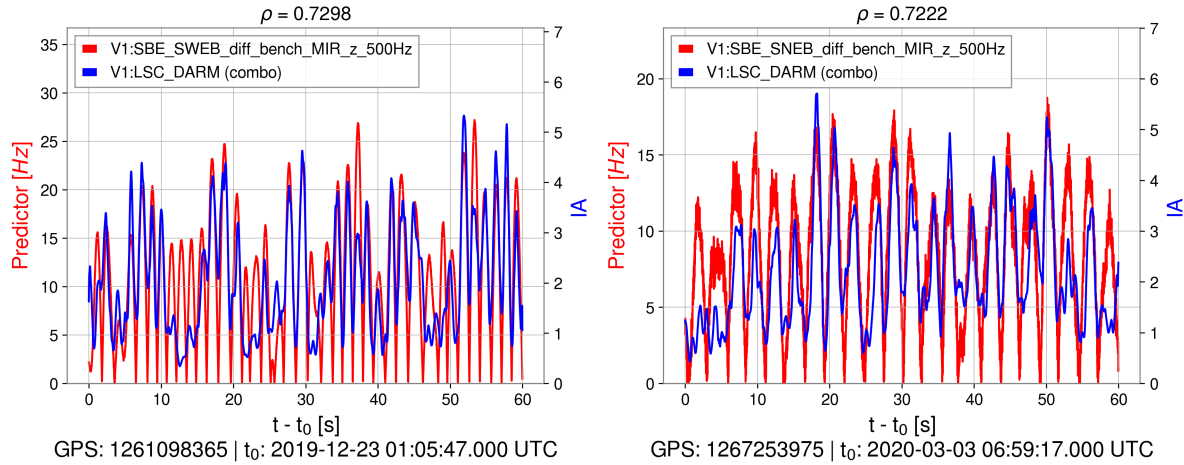 ρ = 0.7298
V1:SBE_SWEB_diff_bench_MIR_z_500Hz
V1:LSC_DARM (combo)
Predictor [Hz]
35
30
25
20
15
10
5
0
7
6
5
4
3
2
1
0
IA
0 10 20 30 40 50 60
t - t₀ [s]
GPS: 1261098365 | t₀: 2019-12-23 01:05:47.000 UTC
ρ = 0.7222
V1:SBE_SNEB_diff_bench_MIR_z_500Hz
V1:LSC_DARM (combo)
Predictor [Hz]
20
15
10
5
0
7
6
5
4
3
2
1
0
IA
0 10 20 30 40 50 60
t - t₀ [s]
GPS: 1267253975 | t₀: 2020-03-03 06:59:17.000 UTC